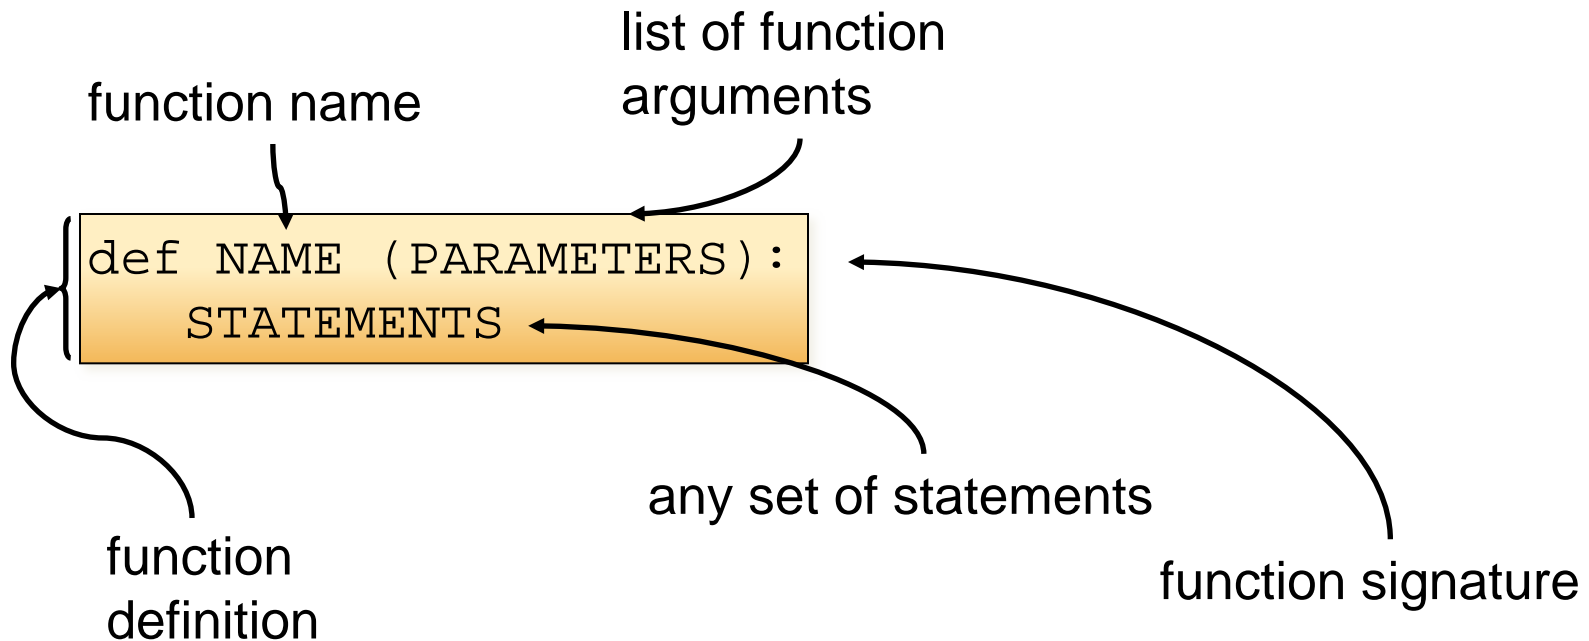 list of function
arguments
function name
def NAME (PARAMETERS):
STATEMENTS
any set of statements
function
definition
function signature